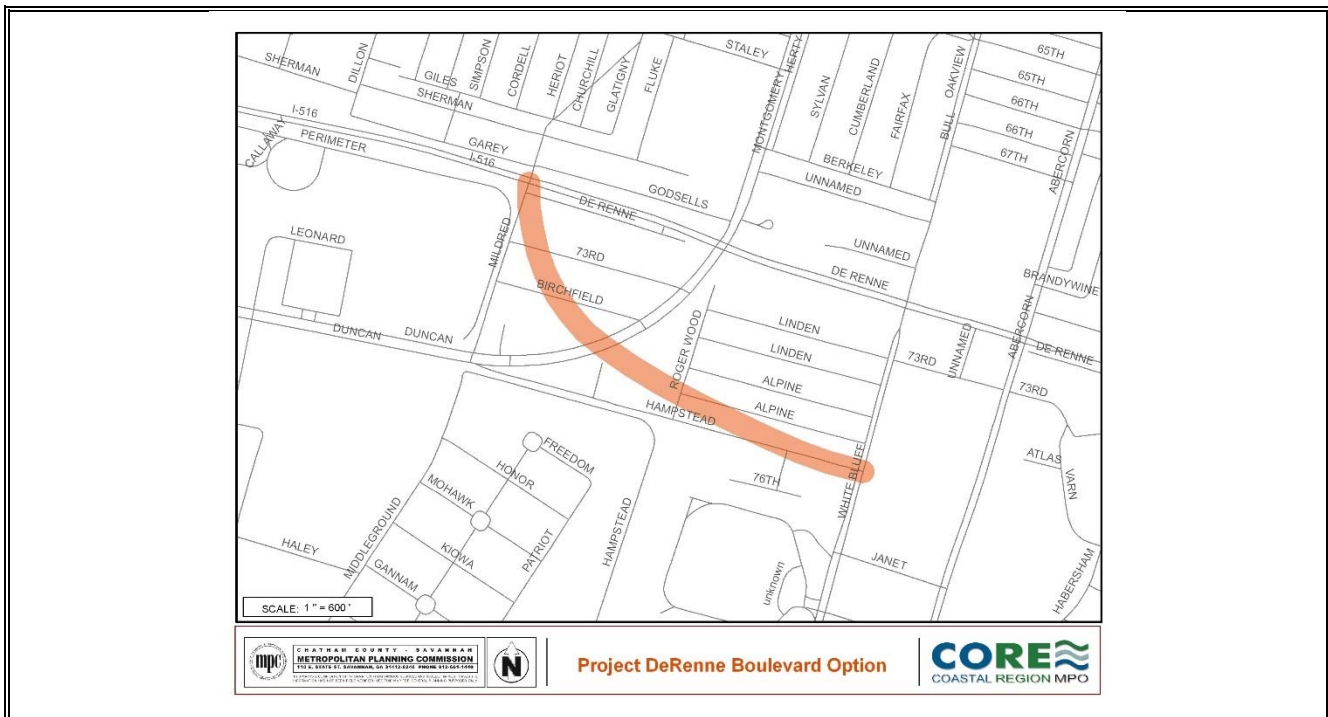 STALEY
HERTY
65TH
SHERMAN
DILLON
GILES
SIMPSON
CORDELL
HERIOT
CHURCHILL
GLATIGNY
FLUKE
MONTGOMERY
SYLVAN
CUMBERLAND
FAIRFAX
BULL
OAKVIEW
65TH
66TH
66TH
67TH
ABERCORN
SHERMAN
I-516
CALLAWAY
PERIMETER
GAREY
I-516
BERKELEY
UNNAMED
GODSELLS
DE RENNE
LEONARD
MILDRED
73RD
UNNAMED
DE RENNE
BRANDYWINE
BIRCHFIELD
DUNCAN
DUNCAN
ROGER WOOD
LINDEN
LINDEN
ALPINE
ALPINE
73RD
UNNAMED
ABERCORN
DE RENNE
73RD
HAMPSTEAD
WHITE BLUFF
FREEDOM
HONOR
MOHAWK
76TH
ATLAS
VARN
HALEY
MIDDLEGROUND
KIOWA
PATRIOT
GANNAM
HAMPSTEAD
unknown
JANET
HABERSHAM
SCALE: 1 " = 600 '
mpc
CHATHAM COUNTY - SAVANNAH
METROPOLITAN PLANNING COMMISSION
N
Project DeRenne Boulevard Option
CORE
COASTAL REGION MPO